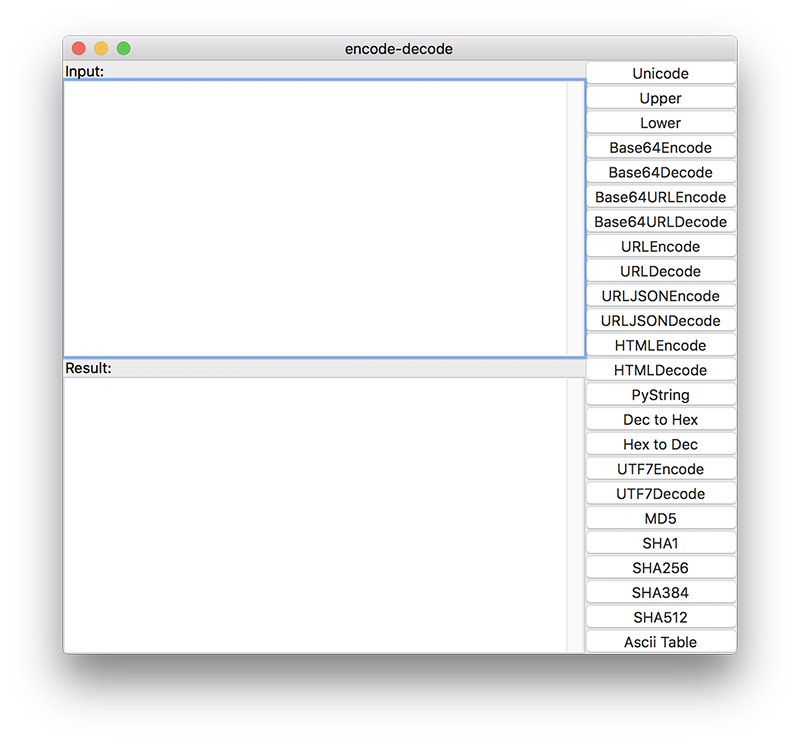 encode-decode
Input:
Result:
Unicode
Upper
Lower
Base64Encode
Base64Decode
Base64URLEncode
Base64URLDecode
URLEncode
URLDecode
URLJSONEncode
URLJSONDecode
HTMLEncode
HTMLDecode
PyString
Dec to Hex
Hex to Dec
UTF7Encode
UTF7Decode
MD5
SHA1
SHA256
SHA384
SHA512
Ascii Table